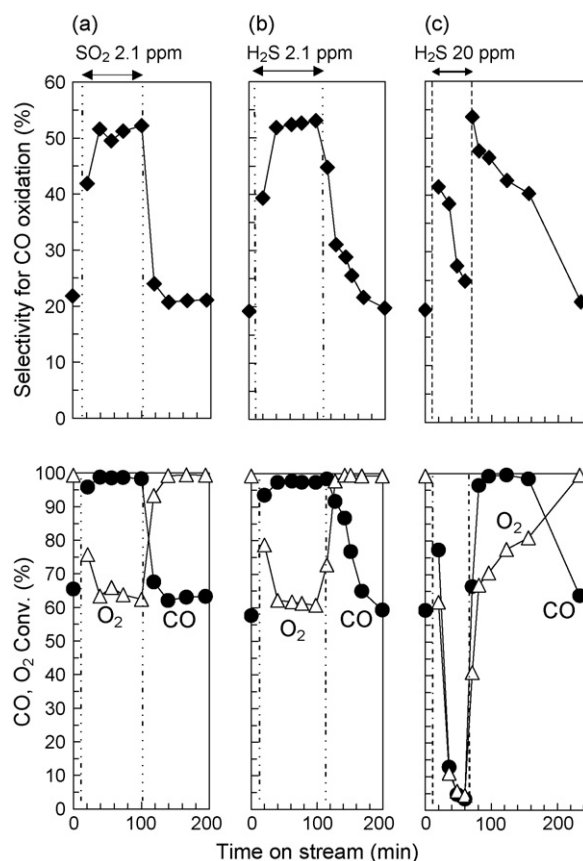 (a) (b) (c)
SO2 2.1 ppm H2S 2.1 ppm H2S 20 ppm
Selectivity for CO oxidation (%)
60
50
40
30
20
10
0
CO, O2 Conv. (%)
100
90
80
70
60
50
40
30
20
10
0
O2 CO O2 CO O2 CO
0 100 200 0 100 200 0 100 200
Time on stream (min)